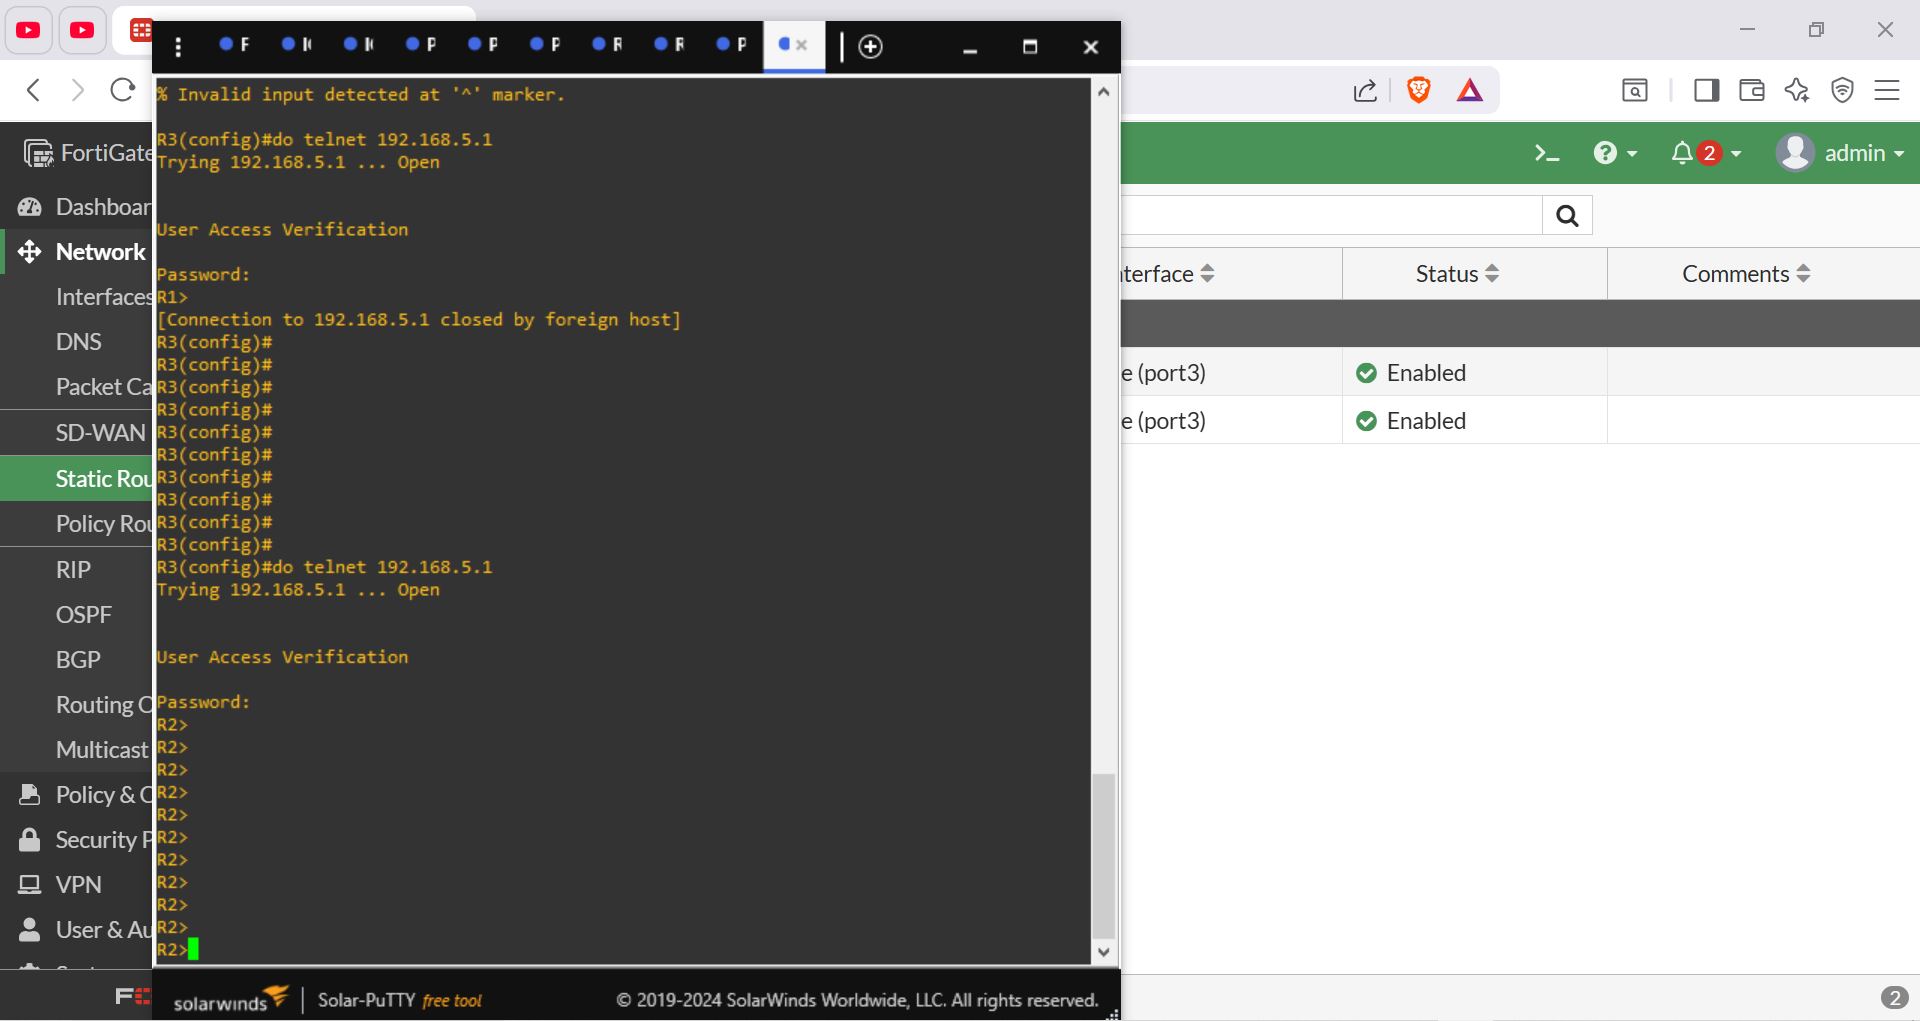 F
P
P
P
R
R
P
FortiGate
Dashboar
Network
Interfaces
DNS
Packet Ca
SD-WAN
Static Rou
Policy Rou
RIP
OSPF
BGP
Routing O
Multicast
Policy & O
Security P
VPN
User & Au
% Invalid input detected at '^' marker.
R3(config)#do telnet 192.168.5.1
Trying 192.168.5.1 ... Open
User Access Verification
Password:
R1>
[Connection to 192.168.5.1 closed by foreign host]
R3(config)#
R3(config)#
R3(config)#
R3(config)#
R3(config)#
R3(config)#
R3(config)#
R3(config)#
R3(config)#
R3(config)#
R3(config)#do telnet 192.168.5.1
Trying 192.168.5.1 ... Open
User Access Verification
Password:
R2>
R2>
R2>
R2>
R2>
R2>
R2>
R2>
R2>
R2>
R2>
solarwinds Solar-PuTTY free tool © 2019-2024 SolarWinds Worldwide, LLC. All rights reserved.
>_ ? 2 admin
nterface Status Comments
e (port3) Enabled
e (port3) Enabled
2